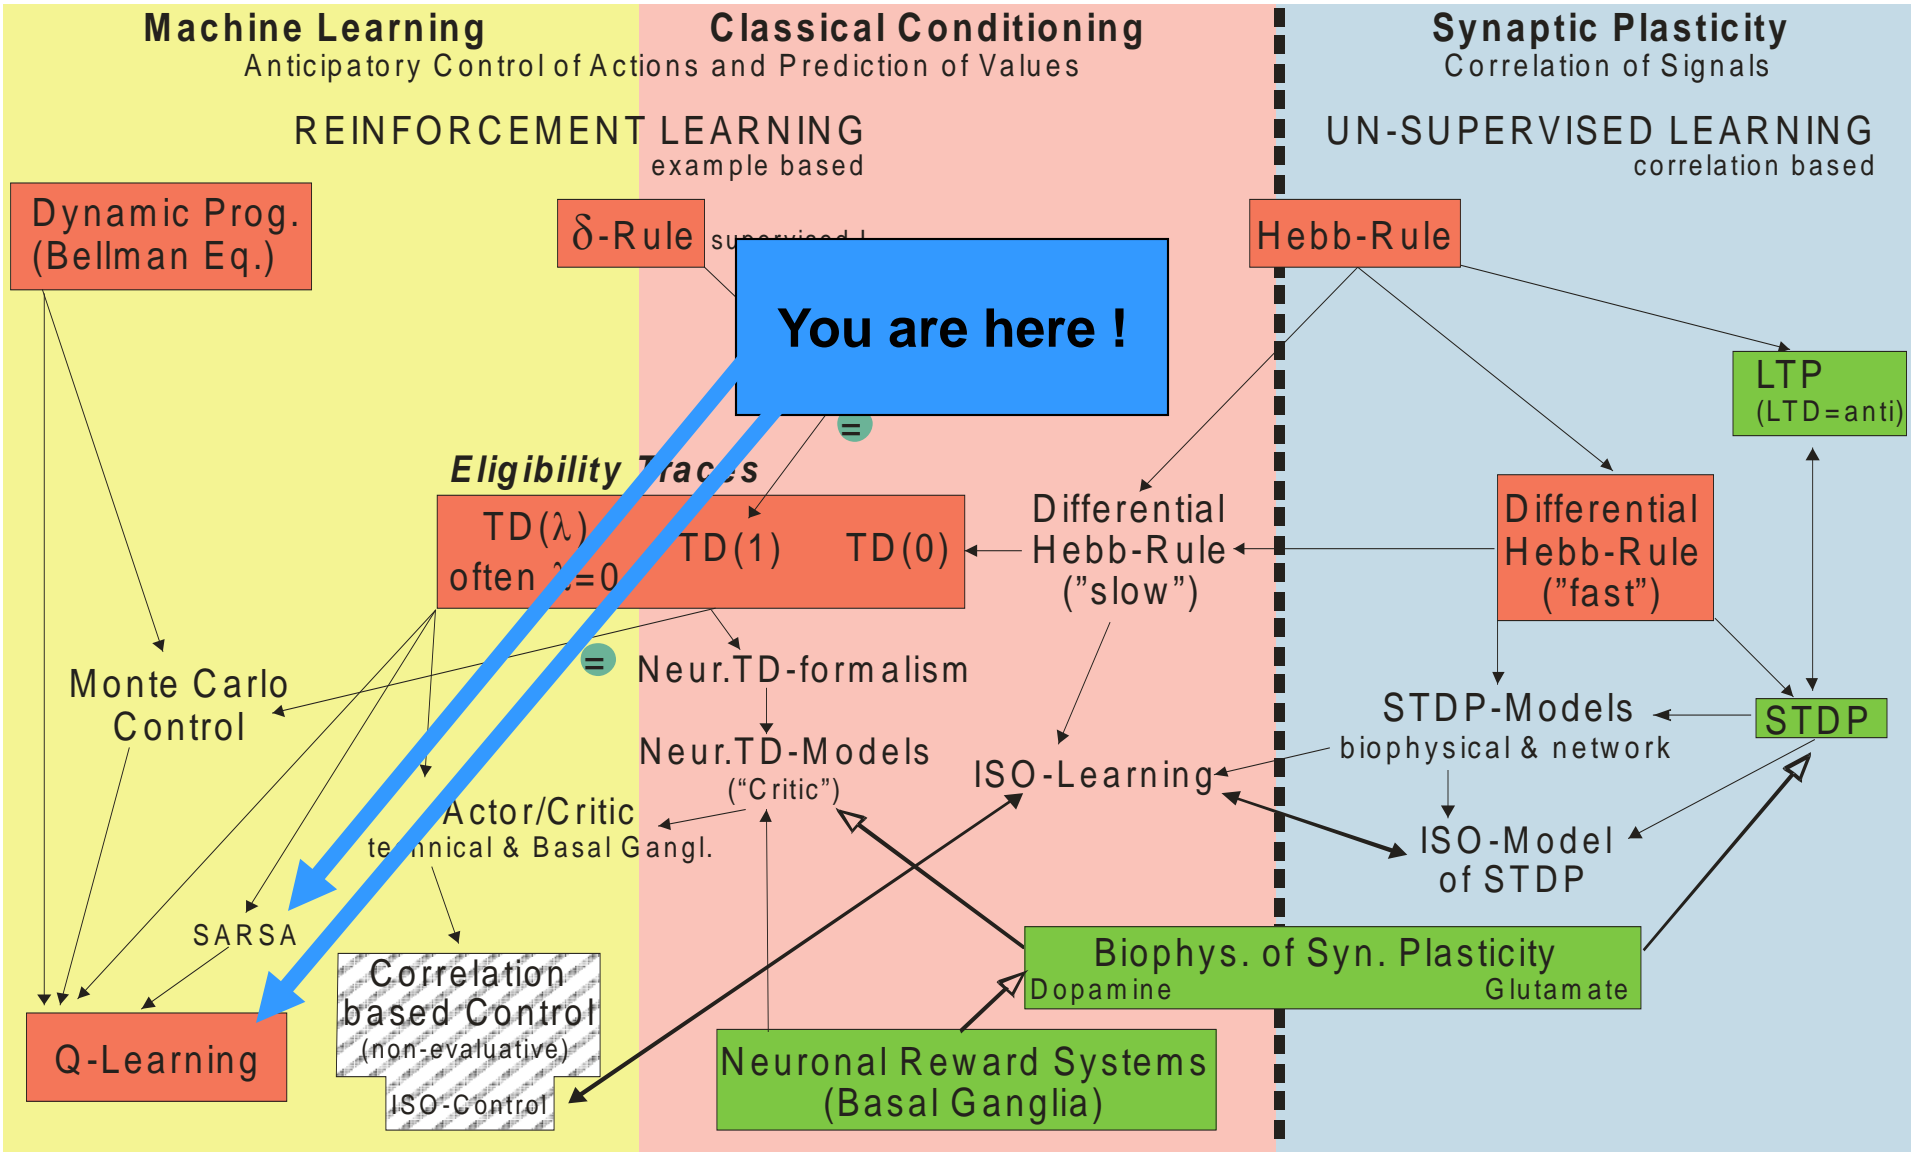 Machine Learning
Classical Conditioning
Anticipatory Control of Actions and Prediction of Values
Synaptic Plasticity
Correlation of Signals
REINFORCEMENT LEARNING
example based
UN-SUPERVISED LEARNING
correlation based
Dynamic Prog.
(Bellman Eq.)
δ-Rule
Hebb-Rule
You are here !
=
LTP
(LTD=anti)
Eligibility Traces
TD(λ)
often λ=0
TD(1)
TD(0)
Differential
Hebb-Rule
("slow")
Differential
Hebb-Rule
("fast")
=
Monte Carlo
Control
Neur.TD-formalism
Neur.TD-Models
("Critic")
ISO-Learning
STDP-Models
biophysical & network
STDP
Actor/Critic
technical & Basal Gangl.
ISO-Model
of STDP
SARSA
Correlation
based Control
(non-evaluative)
ISO-Control
Biophys. of Syn. Plasticity
Dopamine
Glutamate
Q-Learning
Neuronal Reward Systems
(Basal Ganglia)